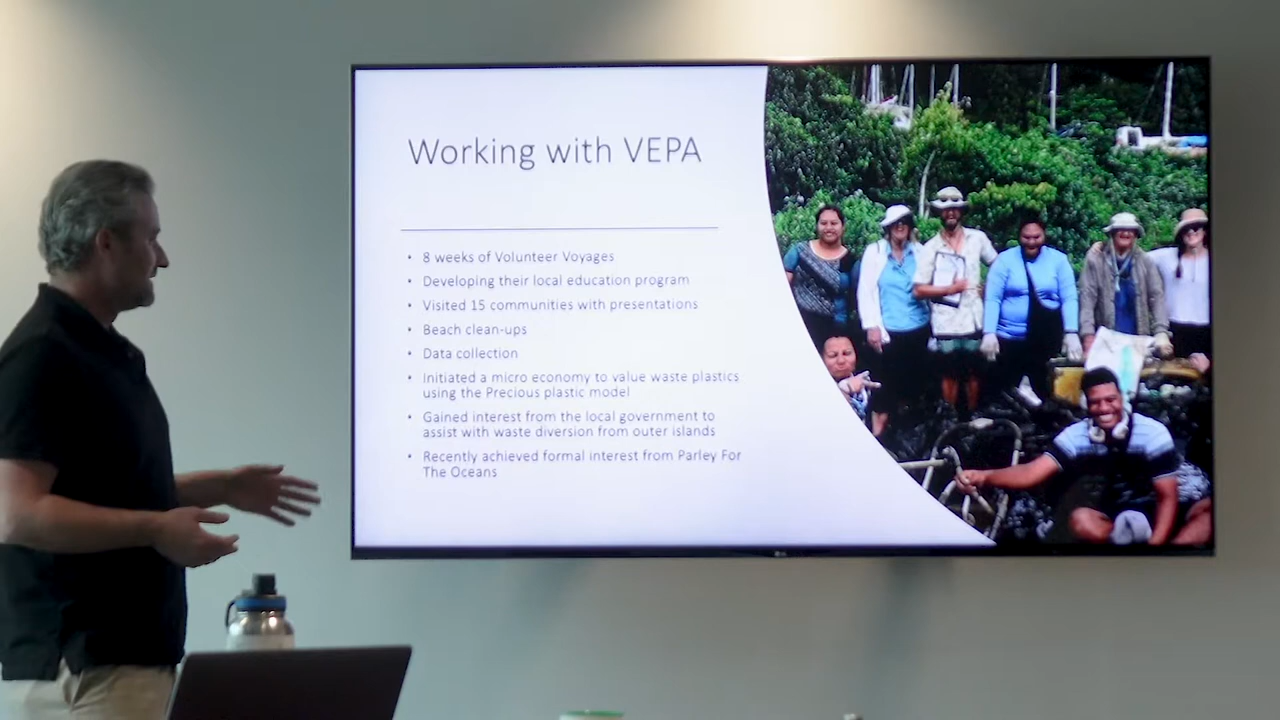 Working with VEPA
• 8 weeks of Volunteer Voyages
• Developing their local education program
• Visited 15 communities with presentations
• Beach clean-ups
• Data collection
• Initiated a micro economy to value waste plastics
using the Precious plastic model
• Gained interest from the local government to
assist with waste diversion from outer islands
• Recently achieved formal interest from Parley For
The Oceans